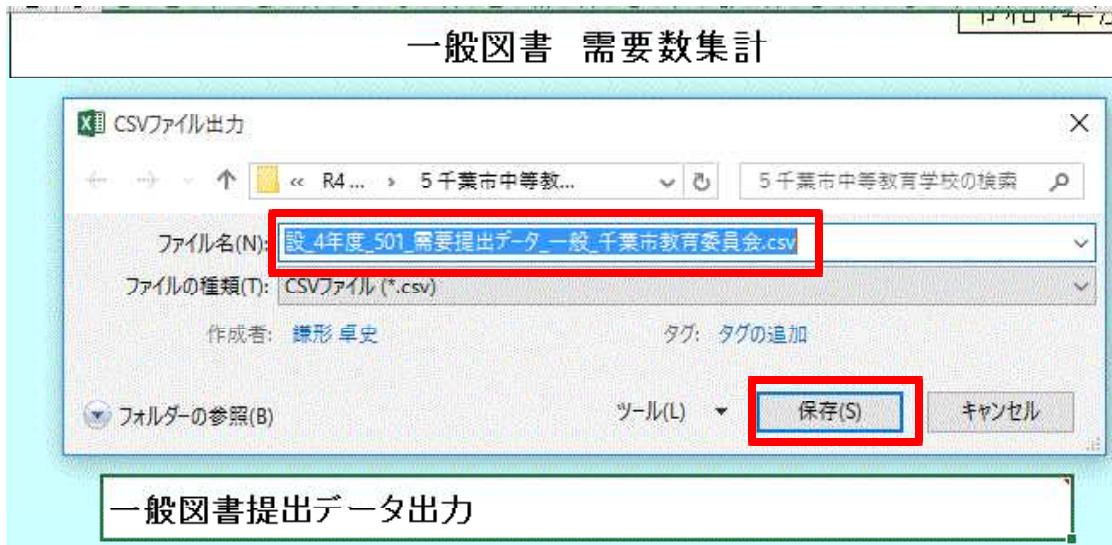 一般図書 需要数集計
CSVファイル出力
« R4 ... › 5千葉市中等教...
5千葉市中等教育学校の検索
ファイル名(N): 設_4年度_501_需要提出データ_一般_千葉市教育委員会.csv
ファイルの種類(T): CSVファイル (*.csv)
作成者: 鎌形 卓史 タグ: タグの追加
フォルダーの参照(B) ツール(L) 保存(S) キャンセル
一般図書提出データ出力